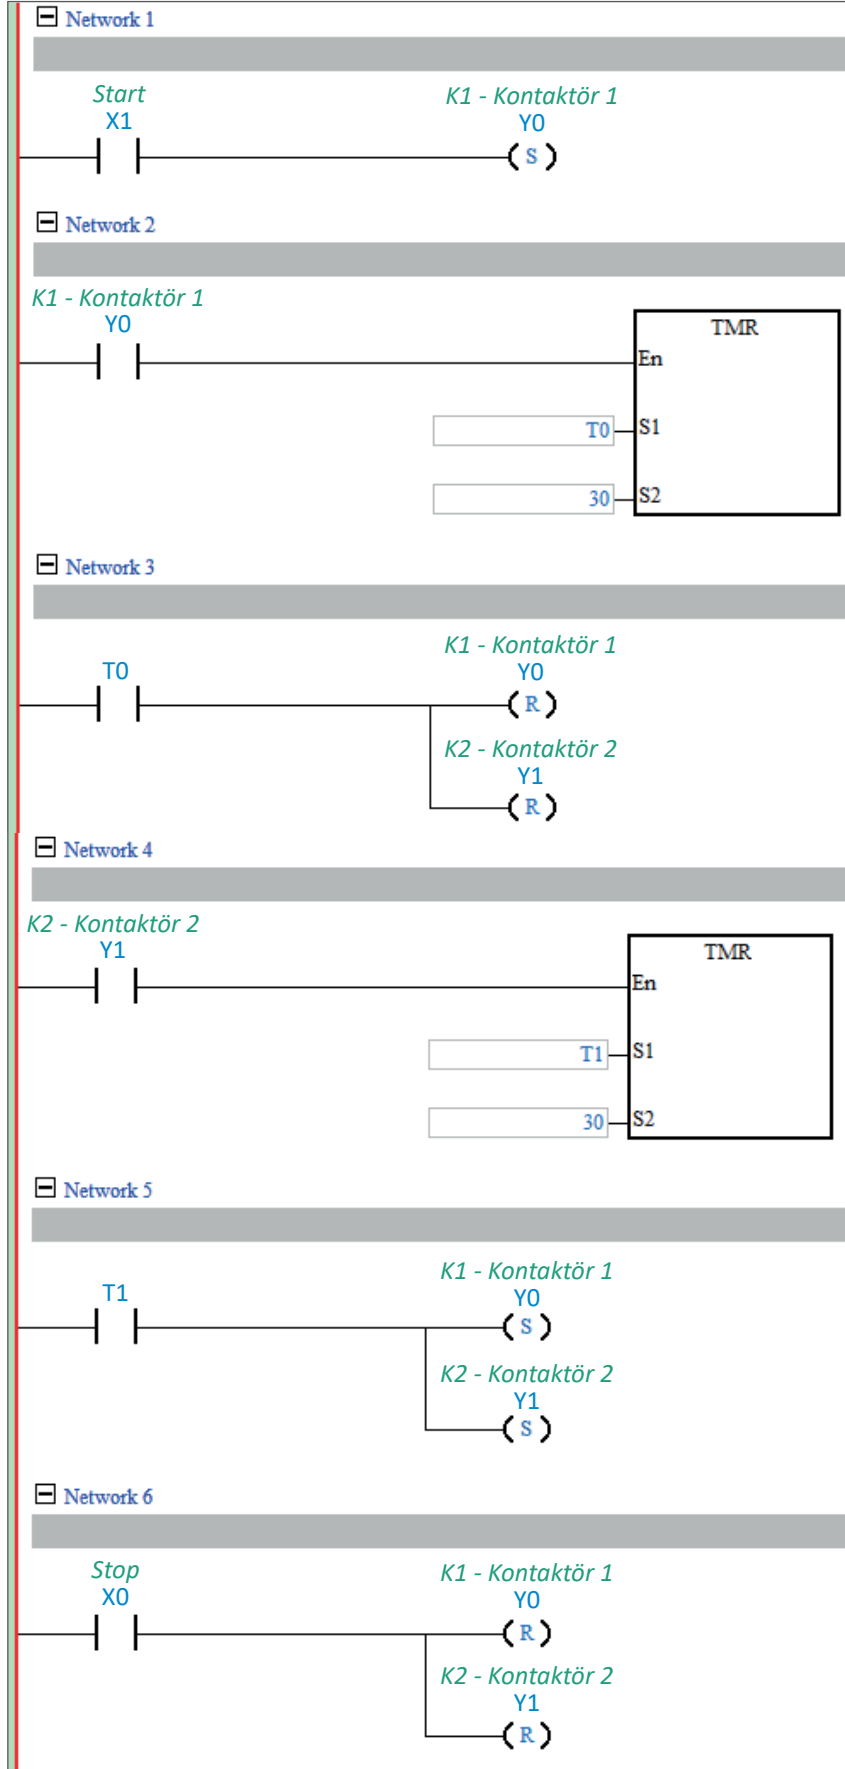 Network 1
Start
K1 - Kontaktör 1
X1
Y0
S
Network 2
K1 - Kontaktör 1
Y0
TMR
En
T0
S1
30
S2
Network 3
K1 - Kontaktör 1
T0
Y0
R
K2 - Kontaktör 2
Y1
R
Network 4
K2 - Kontaktör 2
Y1
TMR
En
T1
S1
30
S2
Network 5
K1 - Kontaktör 1
T1
Y0
S
K2 - Kontaktör 2
Y1
S
Network 6
Stop
K1 - Kontaktör 1
X0
Y0
R
K2 - Kontaktör 2
Y1
R